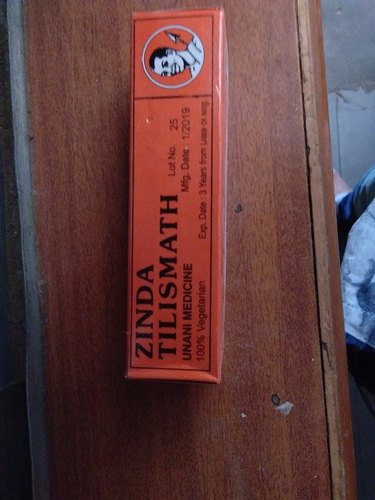 ZINDA
TILISMATH
UNANI MEDICINE
100% Vegetarian
Lot No. 25
Mfg. Date : 1/2019
Exp. Date : 3 Years from Date of Mfg.